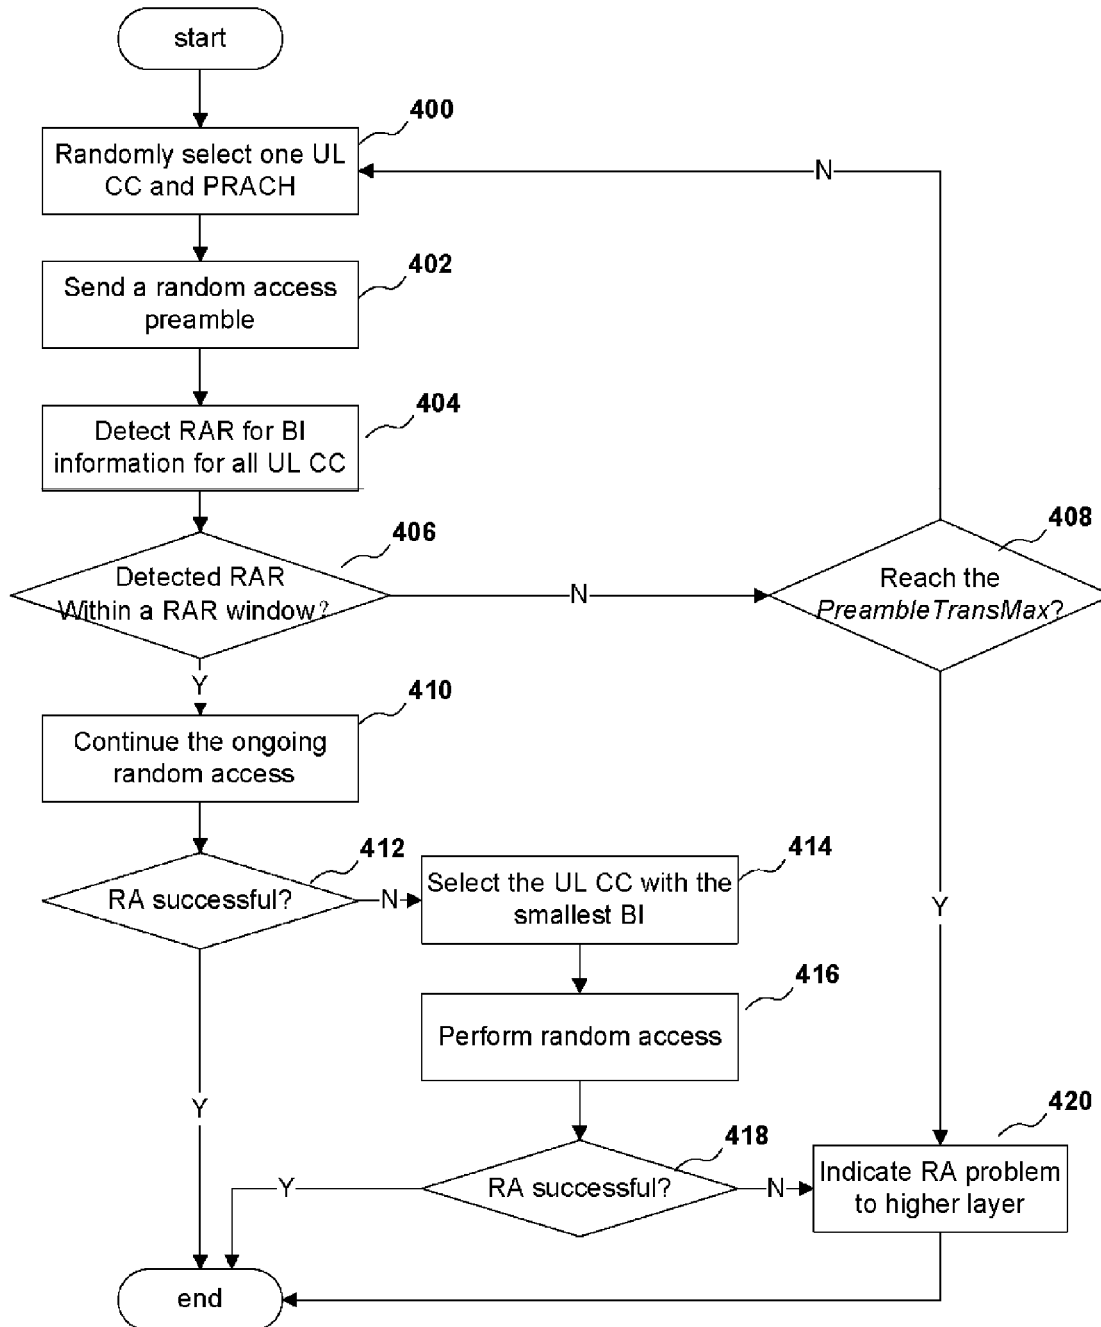 start
400
Randomly select one UL
CC and PRACH
N
402
Send a random access
preamble
404
Detect RAR for BI
information for all UL CC
406
Detected RAR
Within a RAR window?
N
408
Reach the
PreambleTransMax?
Y
410
Continue the ongoing
random access
412
RA successful?
N
414
Select the UL CC with the
smallest BI
Y
416
Perform random access
Y
418
RA successful?
Y
N
420
Indicate RA problem
to higher layer
end